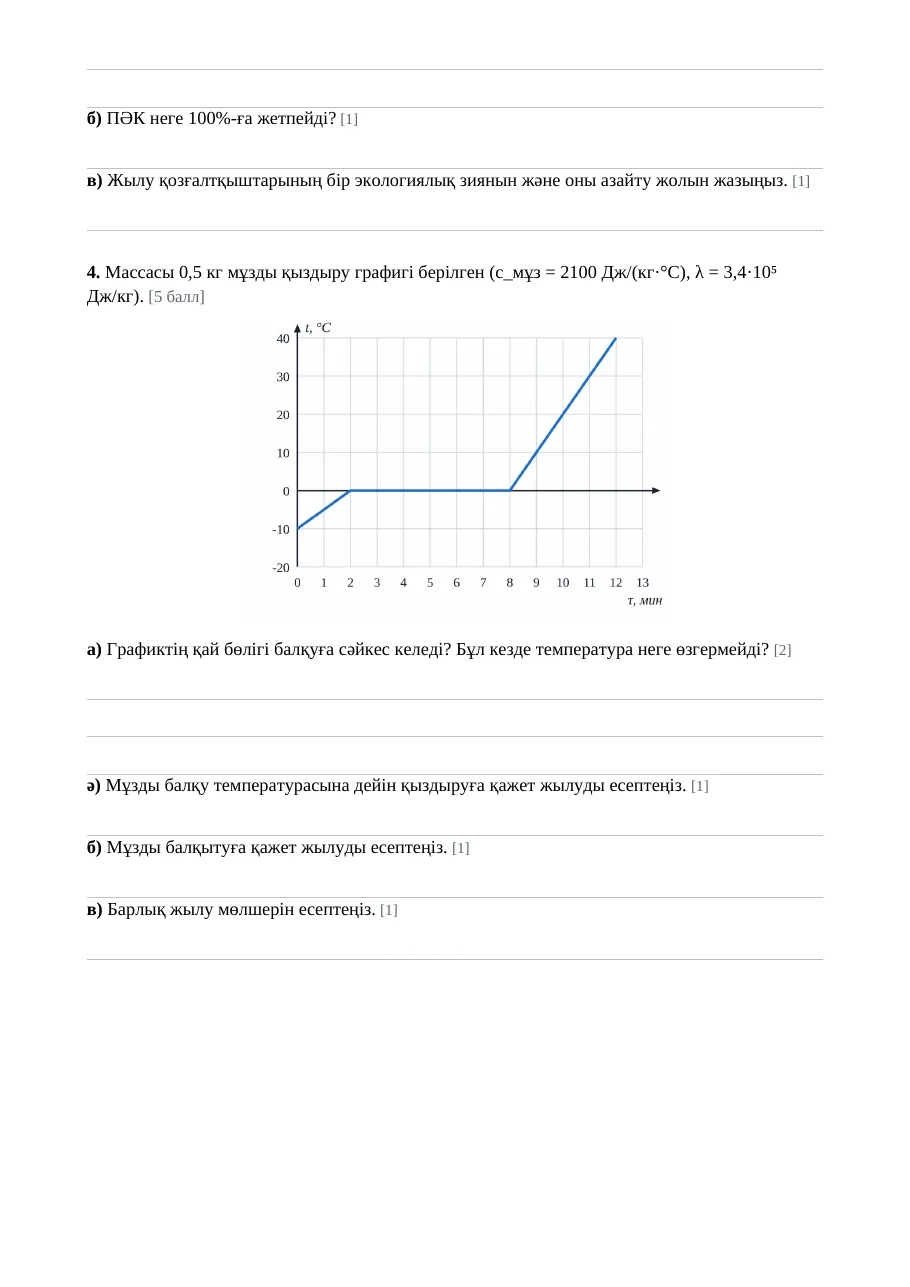 б) ПӘК неге 100%-ға жетпейді? [1]
в) Жылу қозғалтқыштарының бір экологиялық зиянын және оны азайту жолын жазыңыз. [1]
4. Массасы 0,5 кг мұзды қыздыру графигі берілген (c_мұз = 2100 Дж/(кг·°C), λ = 3,4·10⁵
Дж/кг). [5 балл]
t, °C
40
30
20
10
0
-10
-20
0 1 2 3 4 5 6 7 8 9 10 11 12 13
τ, мин
а) Графиктің қай бөлігі балқуға сәйкес келеді? Бұл кезде температура неге өзгермейді? [2]
ә) Мұзды балқу температурасына дейін қыздыруға қажет жылуды есептеңіз. [1]
б) Мұзды балқытуға қажет жылуды есептеңіз. [1]
в) Барлық жылу мөлшерін есептеңіз. [1]